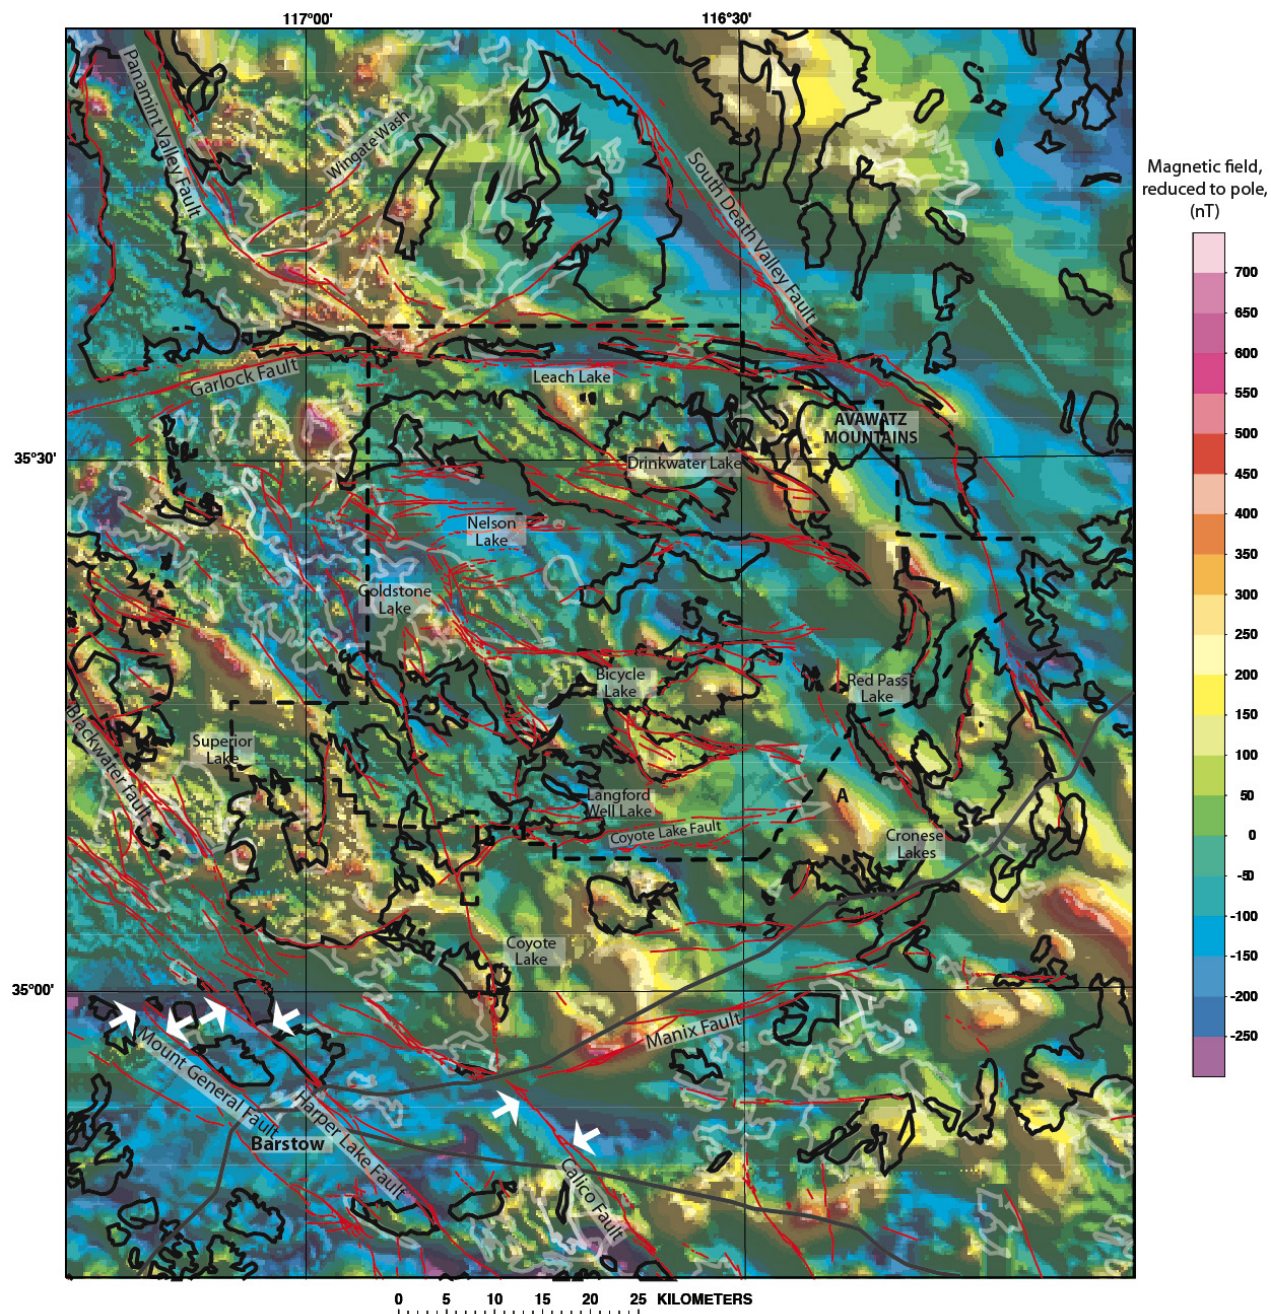 117°00'
116°30'
Panamint Valley Fault
Wingate Wash
South Death Valley Fault
Magnetic field,
reduced to pole,
(nT)
700
650
600
550
500
450
400
350
300
250
200
150
100
50
0
-50
-100
-150
-200
-250
Garlock Fault
Leach Lake
AVAWATZ
MOUNTAINS
35°30'
Drinkwater Lake
Nelson
Lake
Goldstone
Lake
Bicycle
Lake
Red Pass
Lake
Blackwater fault
Superior
Lake
Langford
Well Lake
A
Coyote Lake Fault
Cronese
Lakes
Coyote
Lake
35°00'
Manix Fault
Mount General Fault
Harper Lake Fault
Barstow
Calico Fault
0 5 10 15 20 25 KILOMETERS